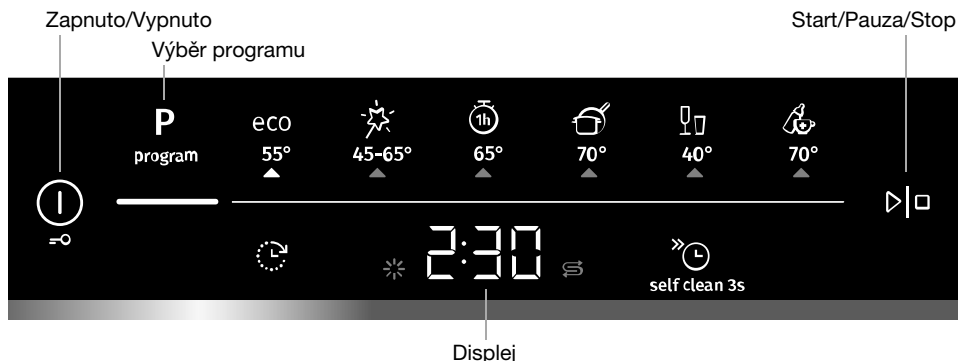 Zapnuto/Vypnuto
Start/Pauza/Stop
Výběr programu
P
program
eco
1h
55°
45-65°
65°
70°
40°
70°
2:30
self clean 3s
Displej